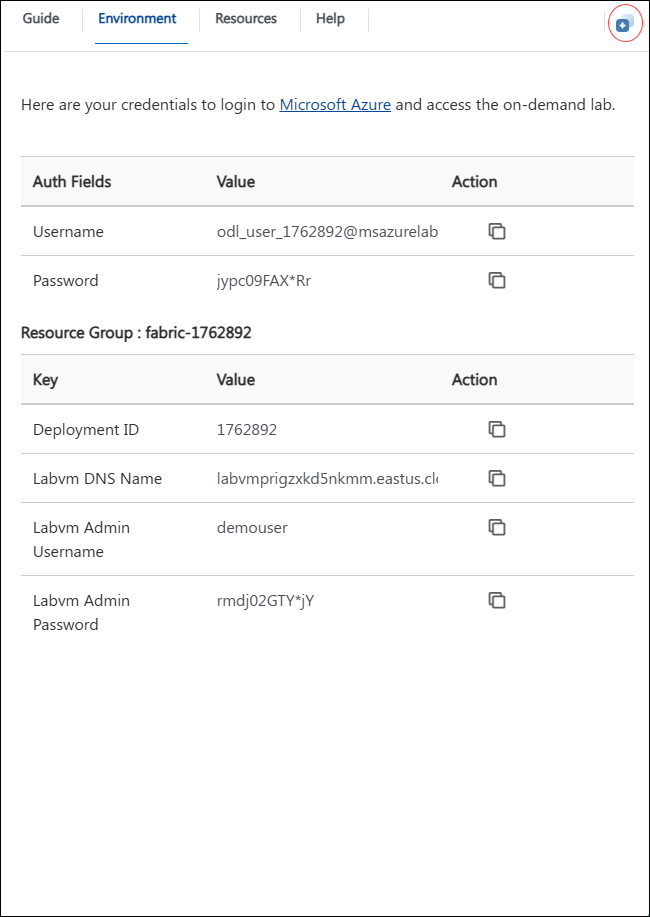 Guide Environment Resources Help
Here are your credentials to login to Microsoft Azure and access the on-demand lab.
Auth Fields Value Action
Username odl_user_1762892@msazurelab
Password jypc09FAX*Rr
Resource Group : fabric-1762892
Key Value Action
Deployment ID 1762892
Labvm DNS Name labvmprigzxkd5nkmm.eastus.clo
Labvm Admin demouser
Username
Labvm Admin rmdj02GTY*jY
Password